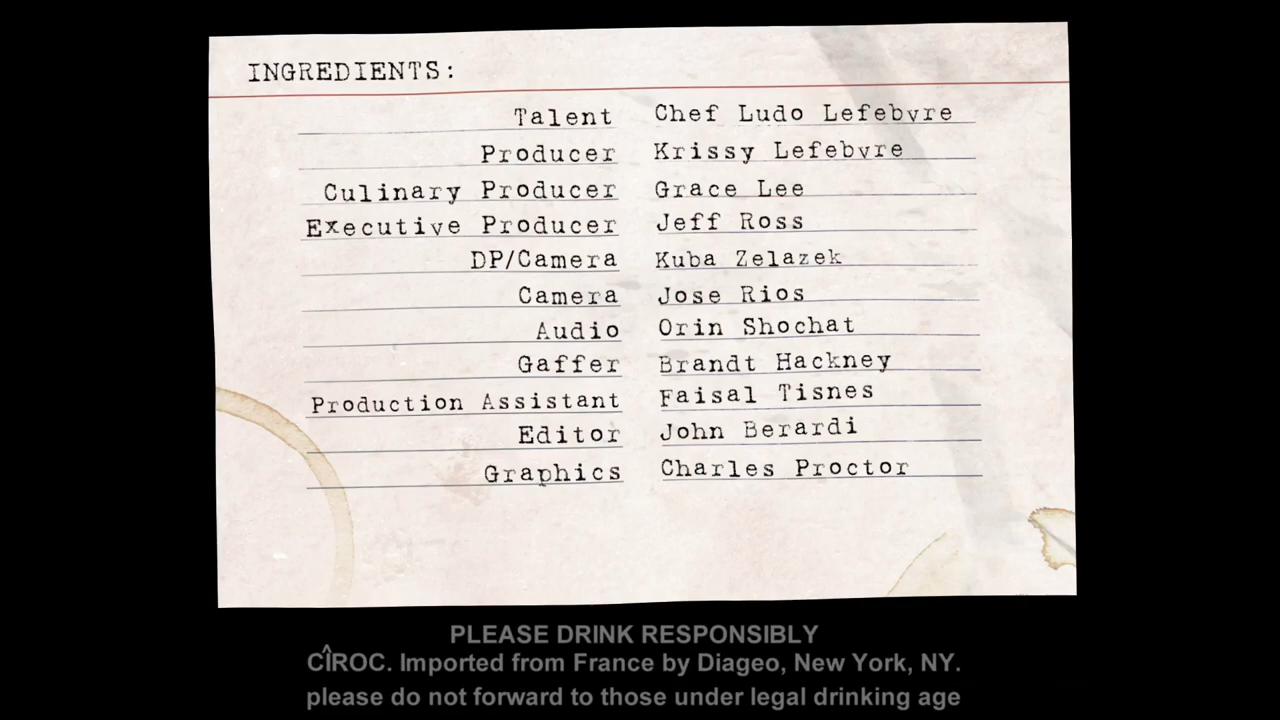 INGREDIENTS:
Talent Chef Ludo Lefebvre
Producer Krissy Lefebvre
Culinary Producer Grace Lee
Executive Producer Jeff Ross
DP/Camera Kuba Zelazek
Camera Jose Rios
Audio Orin Shochat
Gaffer Brandt Hackney
Production Assistant Faisal Tisnes
Editor John Berardi
Graphics Charles Proctor
PLEASE DRINK RESPONSIBLY
CÎROC. Imported from France by Diageo, New York, NY.
please do not forward to those under legal drinking age